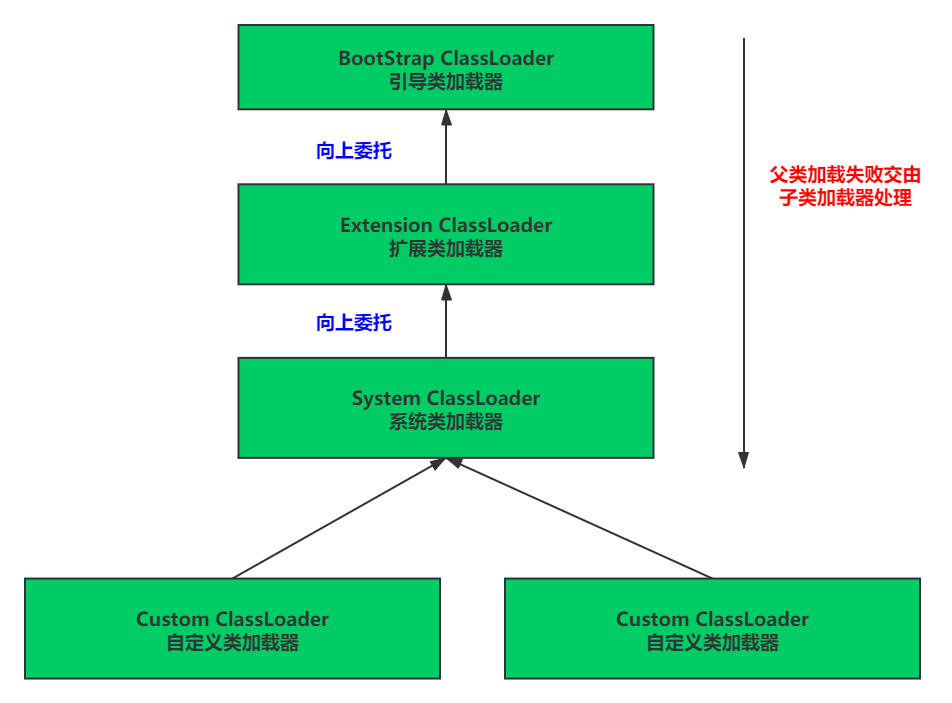 BootStrap ClassLoader
引导类加载器
向上委托
父类加载失败交由
子类加载器处理
Extension ClassLoader
扩展类加载器
向上委托
System ClassLoader
系统类加载器
Custom ClassLoader
自定义类加载器
Custom ClassLoader
自定义类加载器